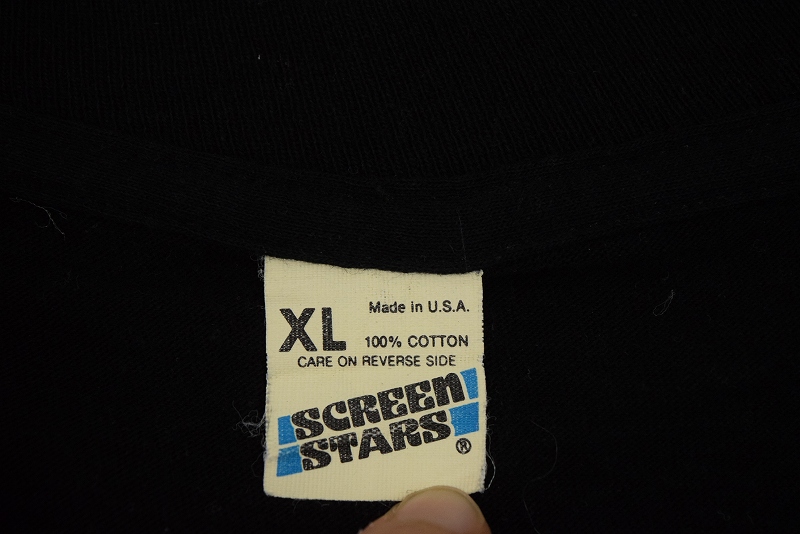 XL Made in U.S.A.
100% COTTON
CARE ON REVERSE SIDE
SCREEN
STARS®